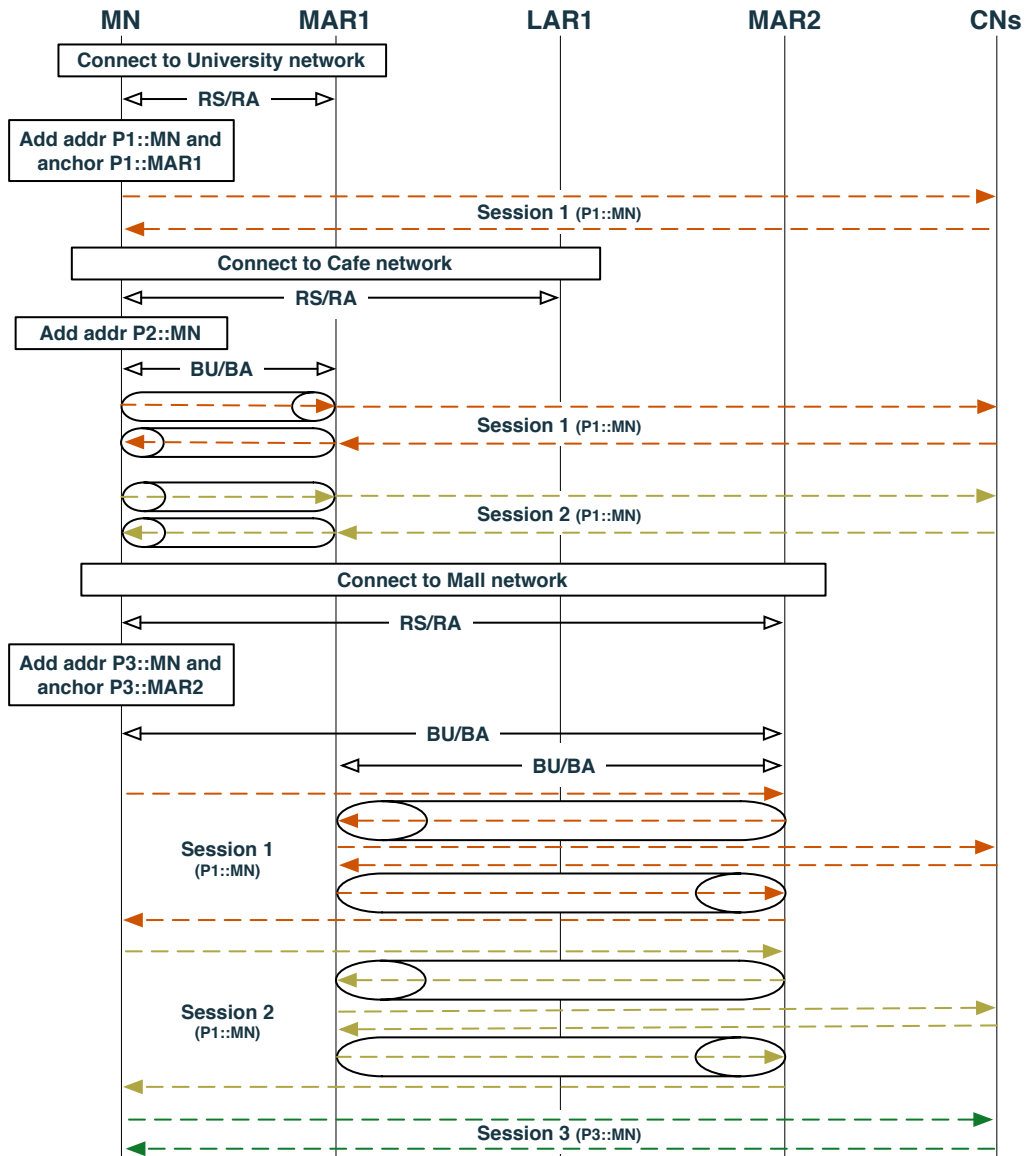 MN MAR1 LAR1 MAR2 CNs
Connect to University network
RS/RA
Add addr P1::MN and
anchor P1::MAR1
Session 1 (P1::MN)
Connect to Cafe network
RS/RA
Add addr P2::MN
BU/BA
Session 1 (P1::MN)
Session 2 (P1::MN)
Connect to Mall network
RS/RA
Add addr P3::MN and
anchor P3::MAR2
BU/BA
BU/BA
Session 1
(P1::MN)
Session 2
(P1::MN)
Session 3 (P3::MN)